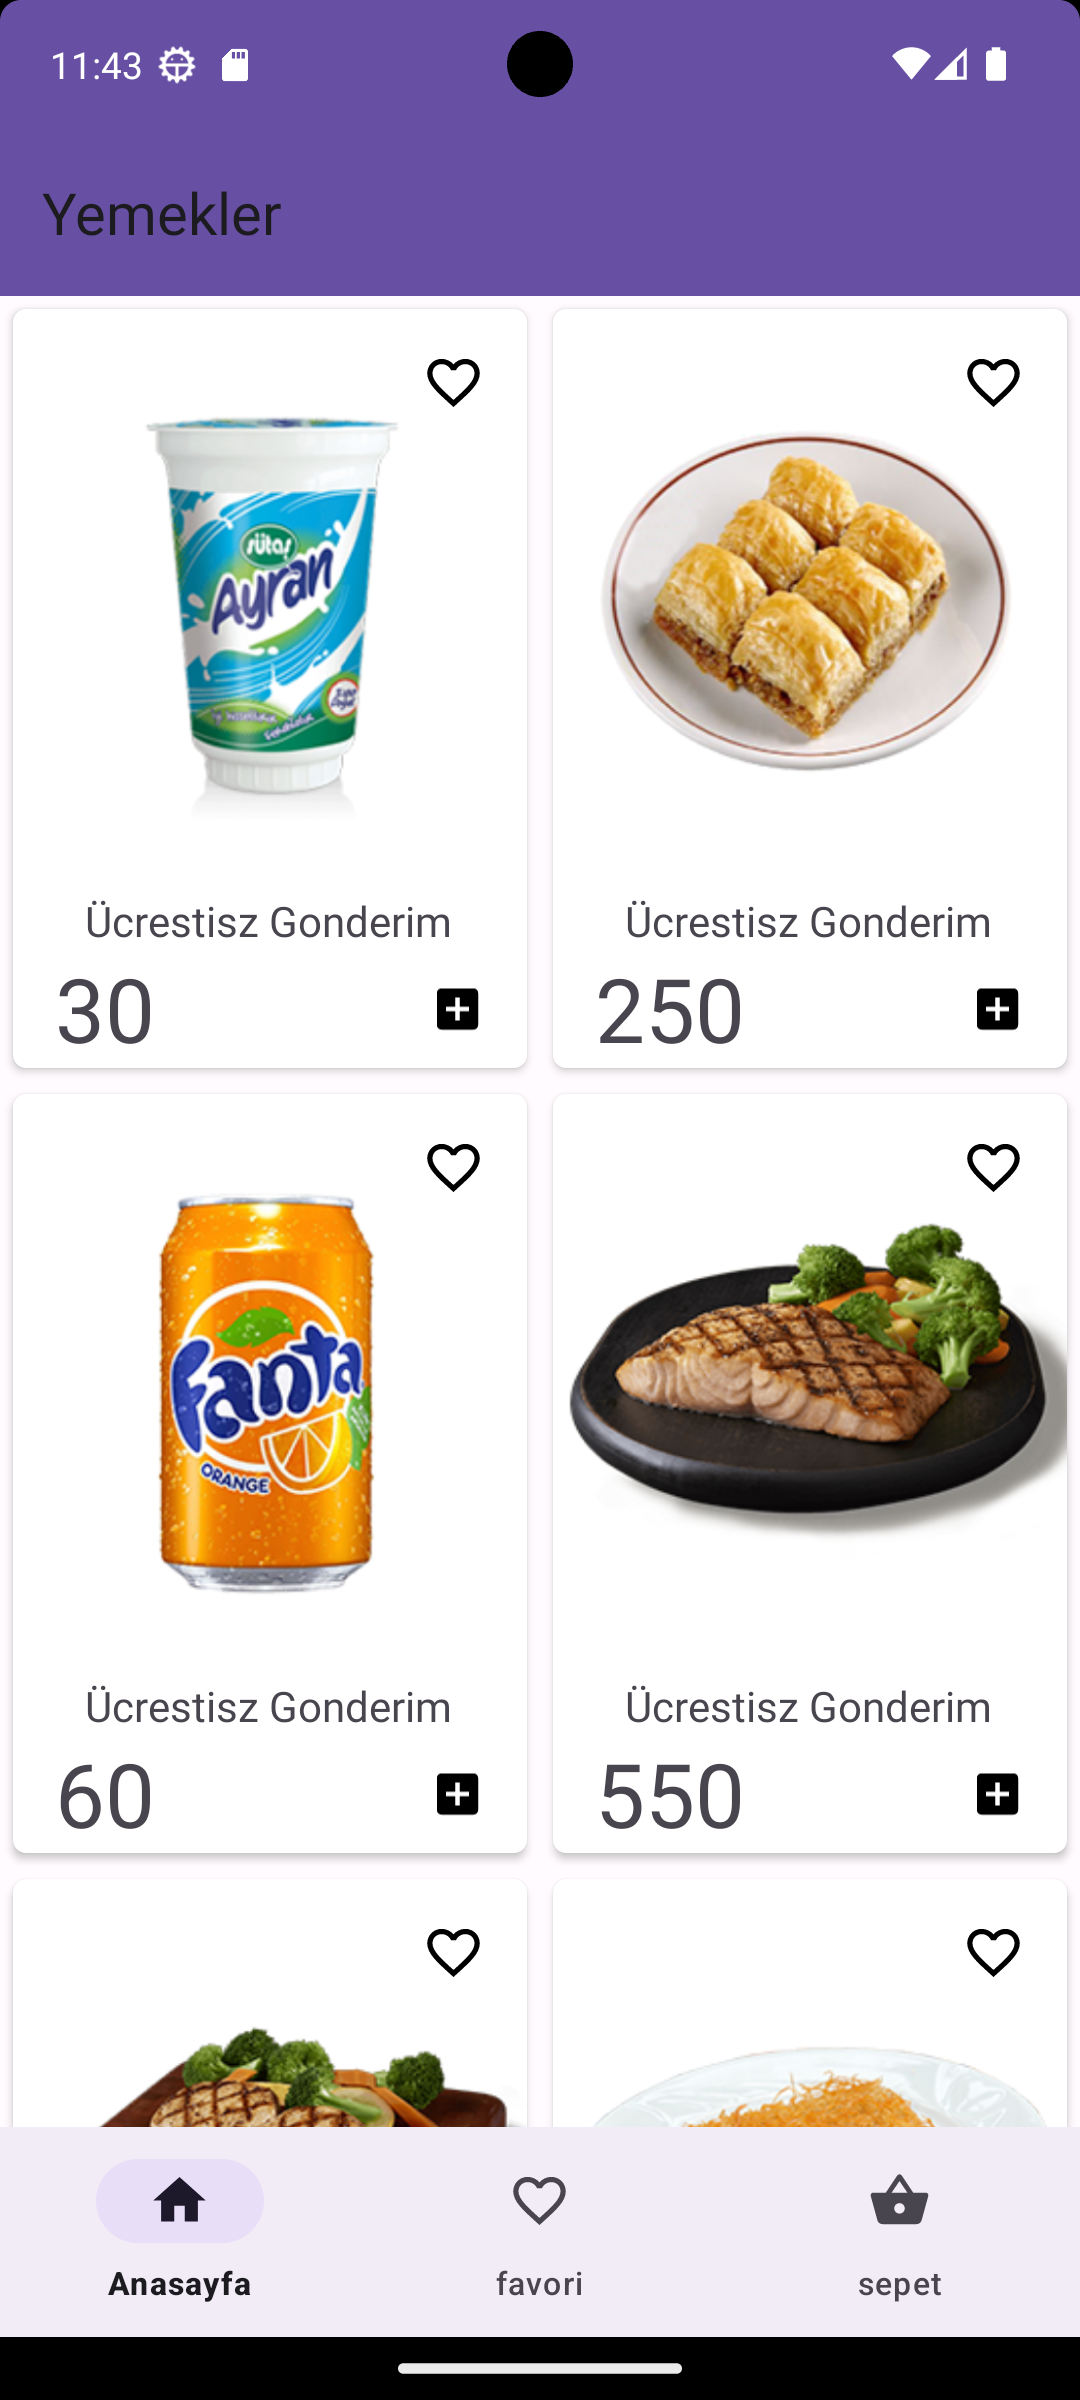 11:43
Yemekler
sütaş
Ayran
Ücrestisz Gonderim
Ücrestisz Gonderim
30
250
Fanta
ORANGE
Ücrestisz Gonderim
Ücrestisz Gonderim
60
550
Anasayfa
favori
sepet